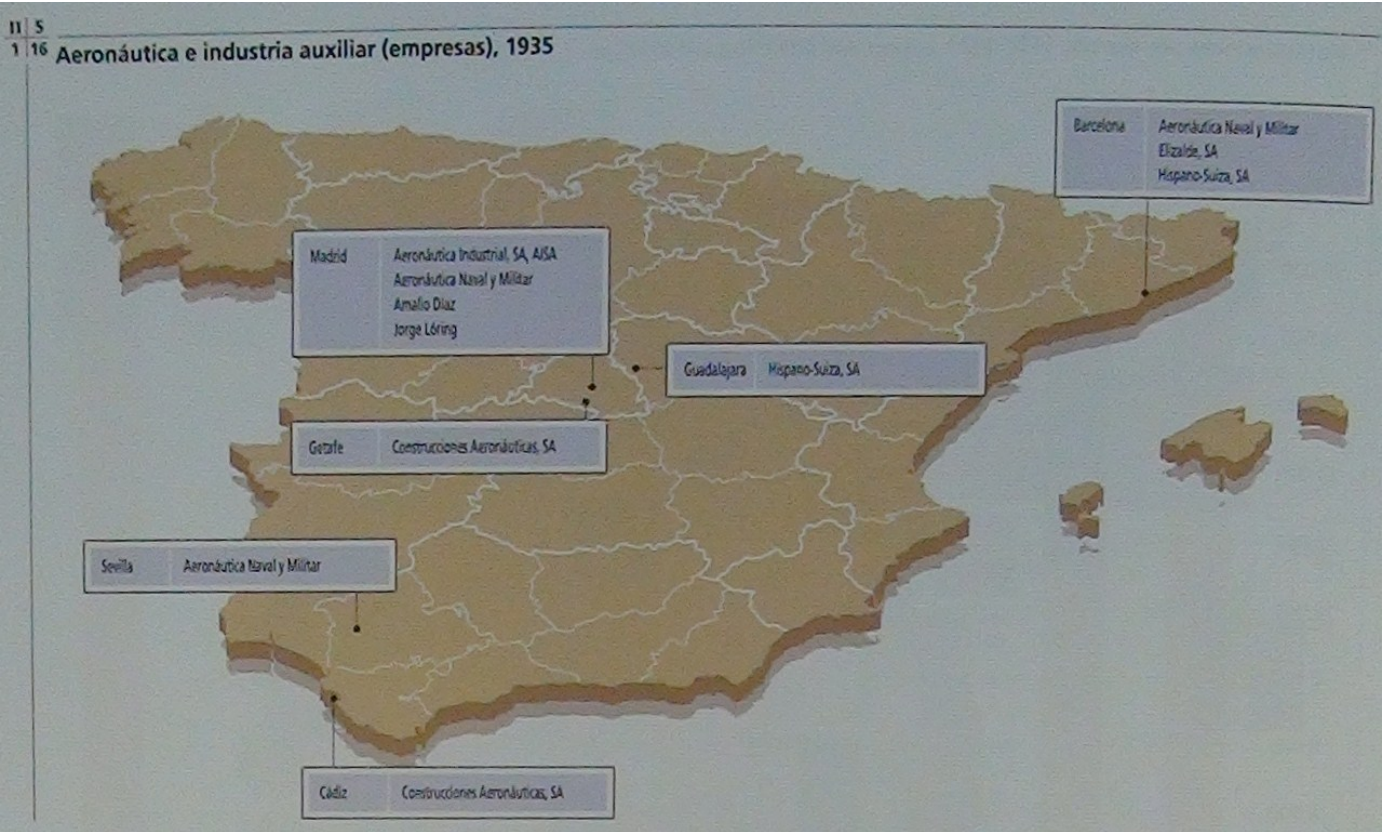 II 5
1 16 Aeronáutica e industria auxiliar (empresas), 1935
Barcelona Aeronáutica Naval y Militar
Elizalde, SA
Hispano-Suiza, SA
Madrid Aeronáutica Industrial, SA, AISA
Aeronáutica Naval y Militar
Amalio Díaz
Jorge Lóring
Guadalajara Hispano-Suiza, SA
Getafe Construcciones Aeronáuticas, SA
Sevilla Aeronáutica Naval y Militar
Cádiz Construcciones Aeronáuticas, SA